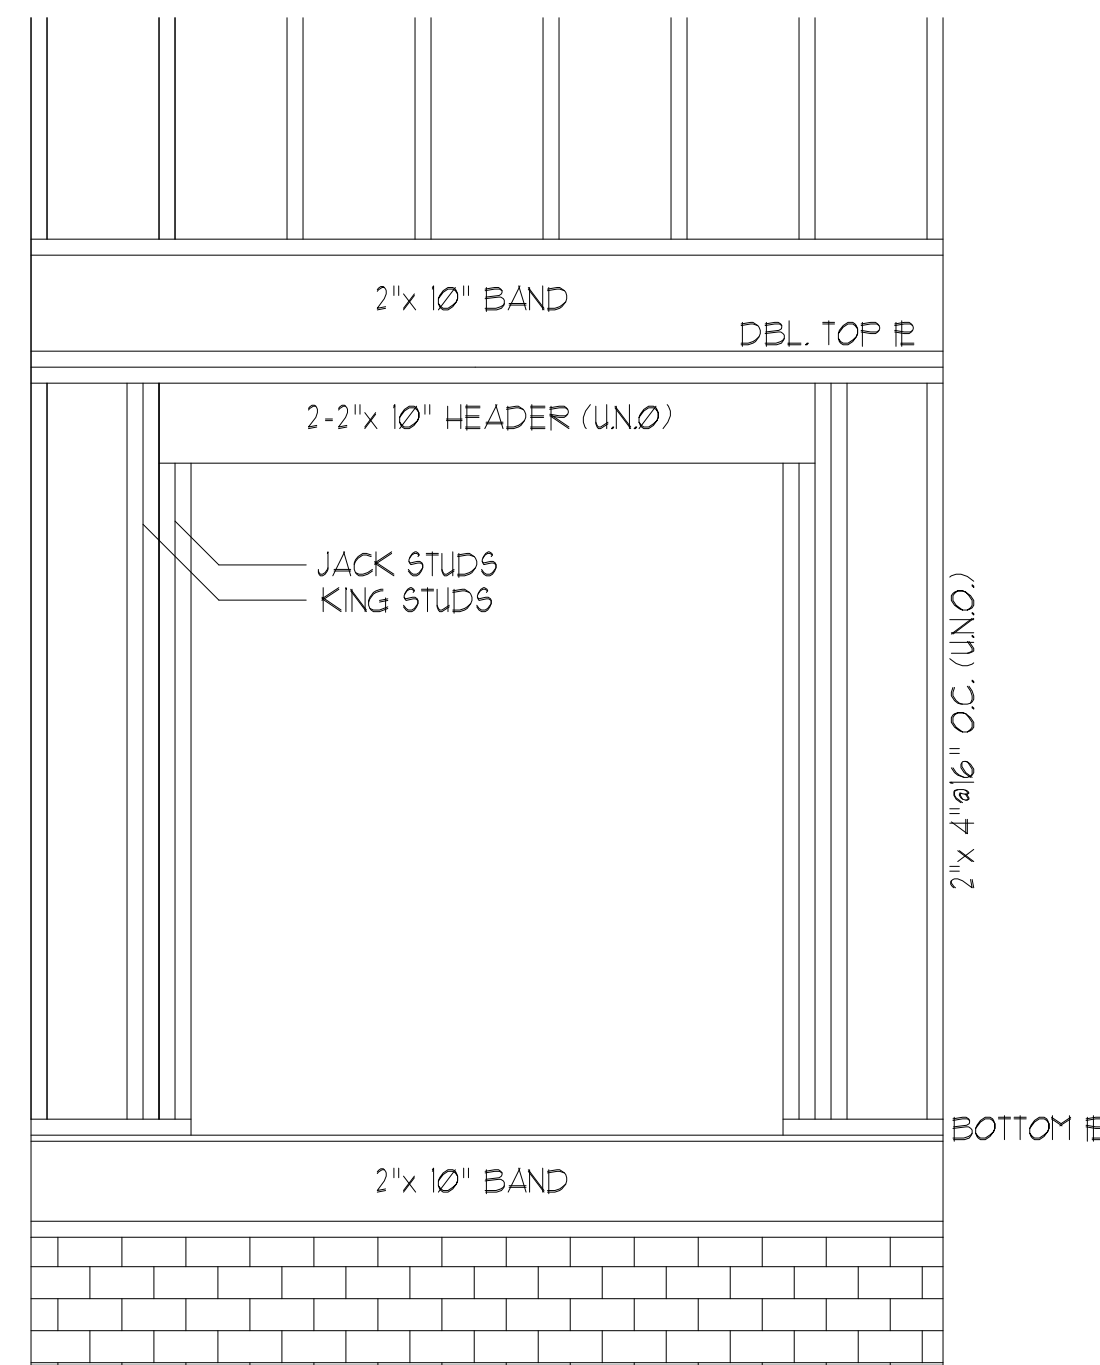 2"x 10" BAND
DBL. TOP PL
2-2"x 10" HEADER (U.N.O)
JACK STUDS
KING STUDS
2"x 4"@16" O.C. (U.N.O.)
BOTTOM
2"x 10" BAND